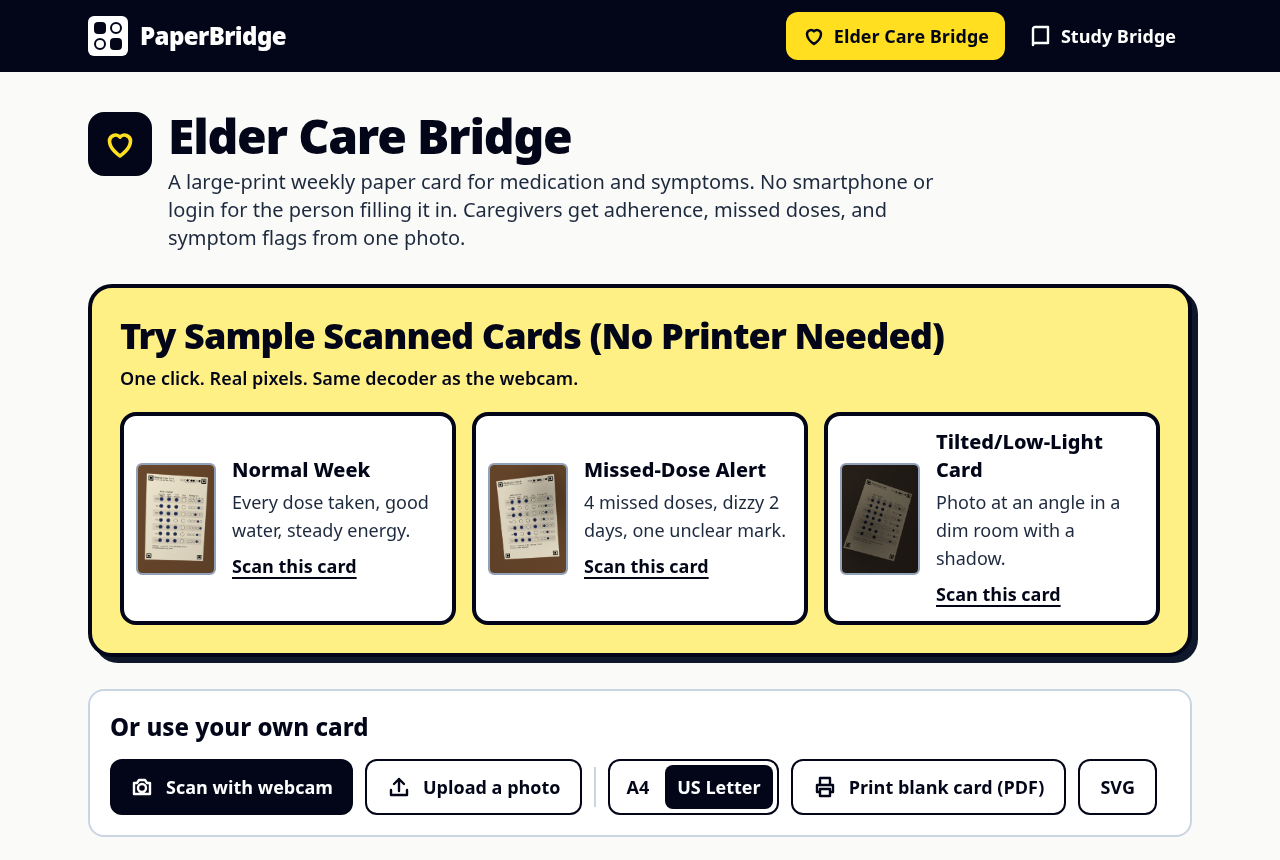 PaperBridge
Elder Care Bridge
Study Bridge
Elder Care Bridge
A large-print weekly paper card for medication and symptoms. No smartphone or
login for the person filling it in. Caregivers get adherence, missed doses, and
symptom flags from one photo.
Try Sample Scanned Cards (No Printer Needed)
One click. Real pixels. Same decoder as the webcam.
Normal Week
Every dose taken, good
water, steady energy.
Scan this card
Missed-Dose Alert
4 missed doses, dizzy 2
days, one unclear mark.
Scan this card
Tilted/Low-Light
Card
Photo at an angle in a
dim room with a
shadow.
Scan this card
Or use your own card
Scan with webcam
Upload a photo
A4
US Letter
Print blank card (PDF)
SVG